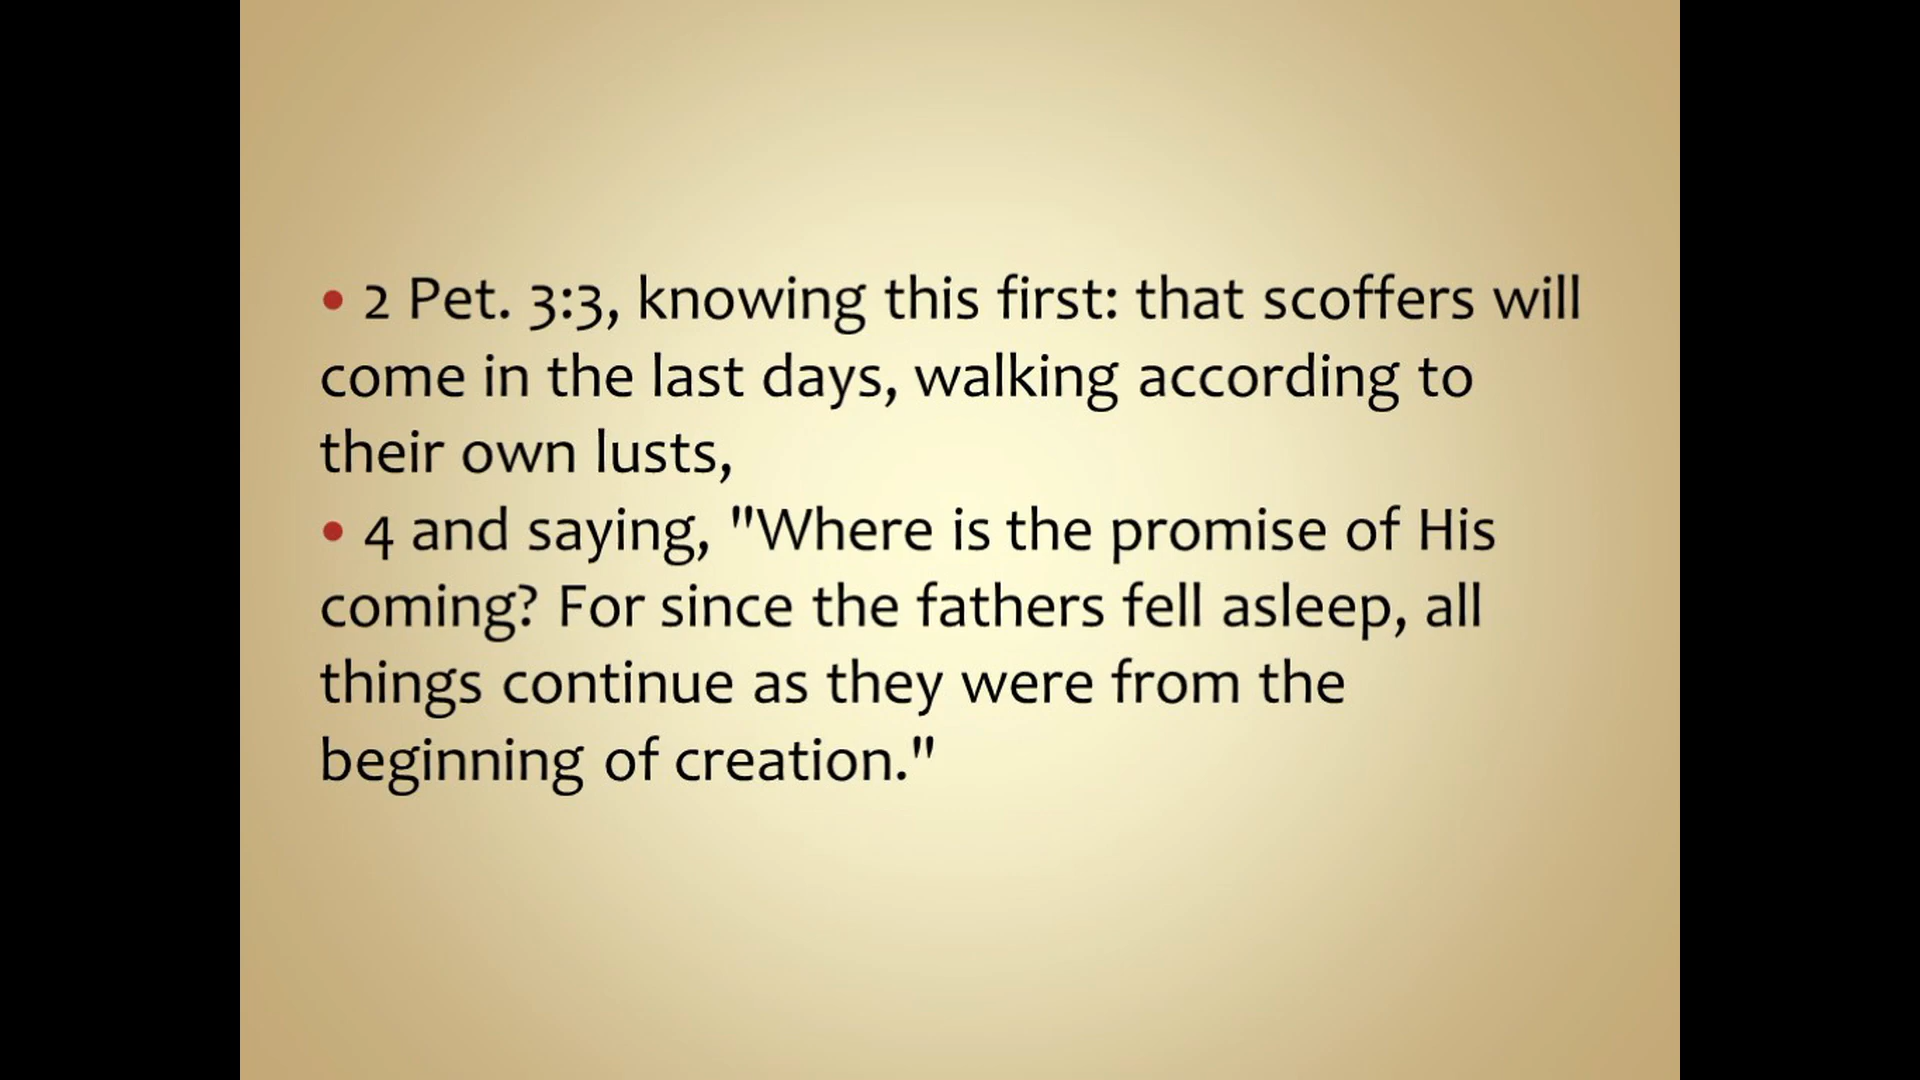 • 2 Pet. 3:3, knowing this first: that scoffers will
come in the last days, walking according to
their own lusts,
• 4 and saying, "Where is the promise of His
coming? For since the fathers fell asleep, all
things continue as they were from the
beginning of creation."